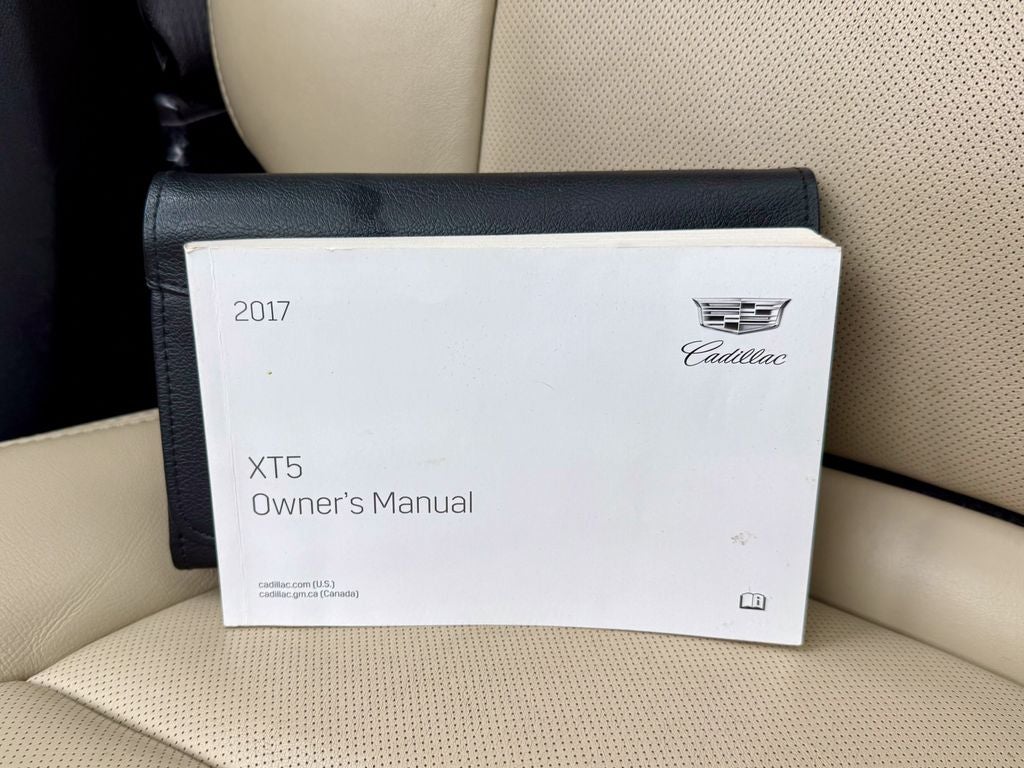 2017
Cadillac
XT5
Owner's Manual
cadillac.com (U.S.)
cadillac.gm.ca (Canada)
i